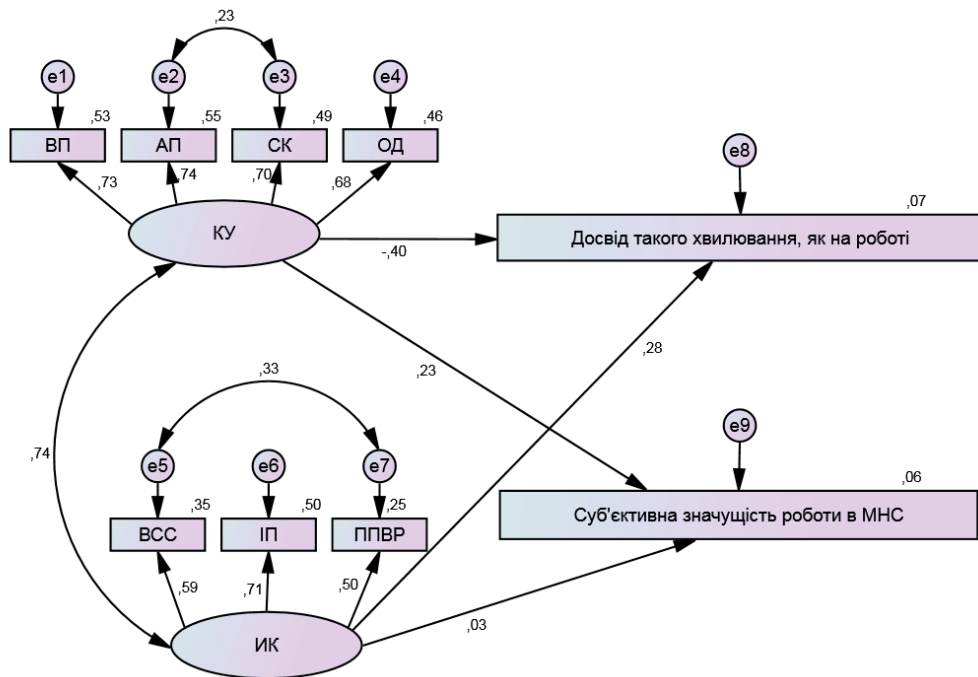 ,23
e1
e2
e3
e4
,53
,55
,49
,46
ВП
АП
СК
ОД
,73
,74
,70
,68
КУ
e8
,07
Досвід такого хвилювання, як на роботі
-,40
,28
,23
,33
,74
e5
e6
e7
e9
,35
,50
,25
,06
ВСС
ІП
ППВР
Суб'єктивна значущість роботи в МНС
,59
,71
,50
,03
ИК